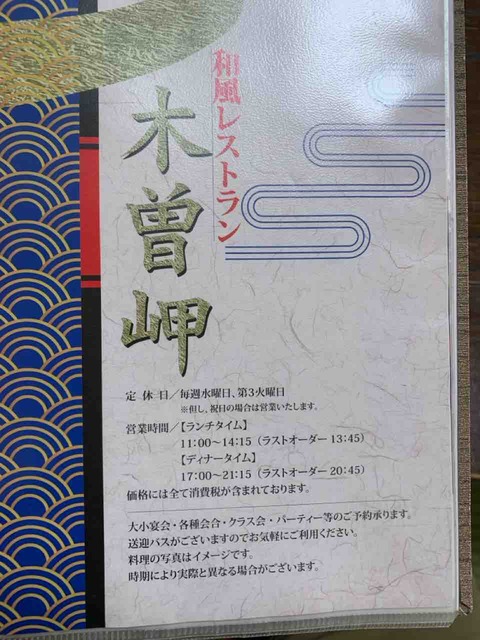 和風レストラン
木曽岬
定休日／毎週水曜日、第3火曜日
※但し、祝日の場合は営業いたします。
営業時間／【ランチタイム】
11:00～14:15（ラストオーダー 13:45）
【ディナータイム】
17:00～21:15（ラストオーダー 20:45）
価格には全て消費税が含まれております。
大小宴会・各種会合・クラス会・パーティー等のご予約承ります。
送迎バスがございますのでお気軽にご利用ください。
料理の写真はイメージです。
時期により実際と異なる場合がございます。